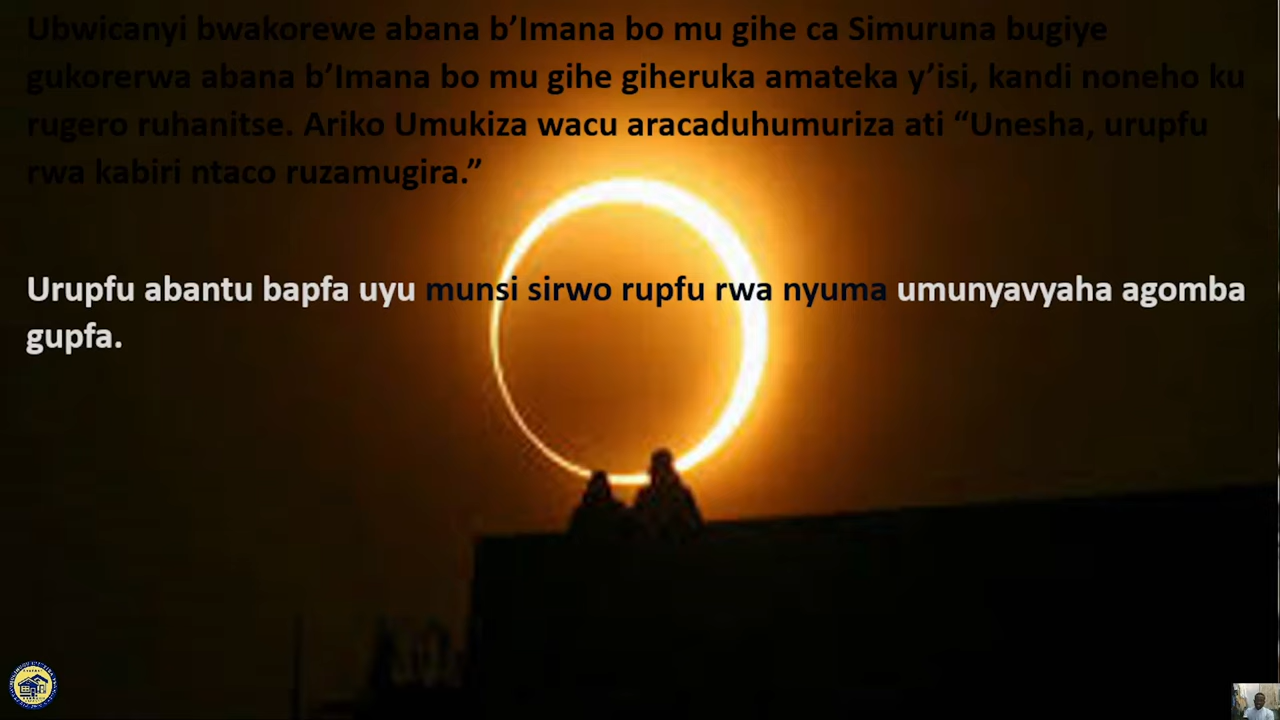 Ubwicanyi bwakorewe abana b’Imana bo mu gihe ca Simuruna bugiye
gukorerwa abana b’Imana bo mu gihe giheruka amateka y’isi, kandi noneho ku
rugero ruhanitse. Ariko Umukiza wacu aracaduhumuriza ati “Unesha, urupfu
rwa kabiri ntaco ruzamugira.”
Urupfu abantu bapfa uyu munsi sirwo rupfu rwa nyuma umunyavyaha agomba
gupfa.